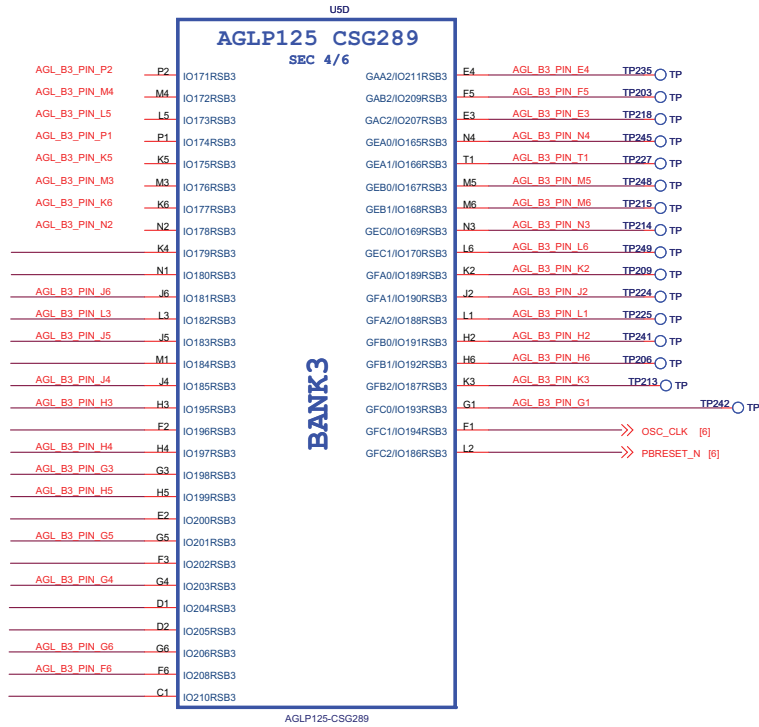 U5D
AGLP125 CSG289
SEC 4/6
AGL_B3_PIN_P2 P2 IO171RSB3 GAA2/IO211RSB3 E4 AGL_B3_PIN_E4 TP235 TP
AGL_B3_PIN_M4 M4 IO172RSB3 GAB2/IO209RSB3 F5 AGL_B3_PIN_F5 TP203 TP
AGL_B3_PIN_L5 L5 IO173RSB3 GAC2/IO207RSB3 E3 AGL_B3_PIN_E3 TP218 TP
AGL_B3_PIN_P1 P1 IO174RSB3 GEA0/IO165RSB3 N4 AGL_B3_PIN_N4 TP245 TP
AGL_B3_PIN_K5 K5 IO175RSB3 GEA1/IO166RSB3 T1 AGL_B3_PIN_T1 TP227 TP
AGL_B3_PIN_M3 M3 IO176RSB3 GEB0/IO167RSB3 M5 AGL_B3_PIN_M5 TP248 TP
AGL_B3_PIN_K6 K6 IO177RSB3 GEB1/IO168RSB3 M6 AGL_B3_PIN_M6 TP215 TP
AGL_B3_PIN_N2 N2 IO178RSB3 GEC0/IO169RSB3 N3 AGL_B3_PIN_N3 TP214 TP
K4 IO179RSB3 GEC1/IO170RSB3 L6 AGL_B3_PIN_L6 TP249 TP
N1 IO180RSB3 GFA0/IO189RSB3 K2 AGL_B3_PIN_K2 TP209 TP
AGL_B3_PIN_J6 J6 IO181RSB3 GFA1/IO190RSB3 J2 AGL_B3_PIN_J2 TP224 TP
AGL_B3_PIN_L3 L3 IO182RSB3 GFA2/IO188RSB3 L1 AGL_B3_PIN_L1 TP225 TP
AGL_B3_PIN_J5 J5 IO183RSB3 GFB0/IO191RSB3 H2 AGL_B3_PIN_H2 TP241 TP
M1 IO184RSB3 GFB1/IO192RSB3 H6 AGL_B3_PIN_H6 TP206 TP
AGL_B3_PIN_J4 J4 IO185RSB3 GFB2/IO187RSB3 K3 AGL_B3_PIN_K3 TP213 TP
AGL_B3_PIN_H3 H3 IO195RSB3 GFC0/IO193RSB3 G1 AGL_B3_PIN_G1 TP242 TP
F2 IO196RSB3 GFC1/IO194RSB3 F1 OSC_CLK [6]
AGL_B3_PIN_H4 H4 IO197RSB3 GFC2/IO186RSB3 L2 PBRESET_N [6]
BANK3
AGL_B3_PIN_G3 G3 IO198RSB3
AGL_B3_PIN_H5 H5 IO199RSB3
E2 IO200RSB3
AGL_B3_PIN_G5 G5 IO201RSB3
F3 IO202RSB3
AGL_B3_PIN_G4 G4 IO203RSB3
D1 IO204RSB3
D2 IO205RSB3
AGL_B3_PIN_G6 G6 IO206RSB3
AGL_B3_PIN_F6 F6 IO208RSB3
C1 IO210RSB3
AGLP125-CSG289